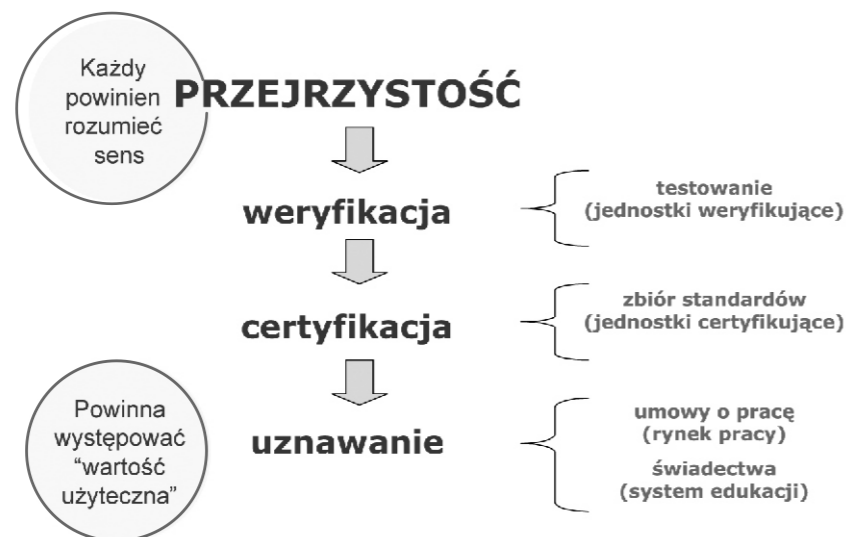 Każdy
powinien
rozumieć
sens
PRZEJRZYSTOŚĆ
weryfikacja
testowanie
(jednostki weryfikujące)
certyfikacja
zbiór standardów
(jednostki certyfikujące)
Powinna
występować
“wartość
użyteczna”
uznawanie
umowy o pracę
(rynek pracy)
świadectwa
(system edukacji)